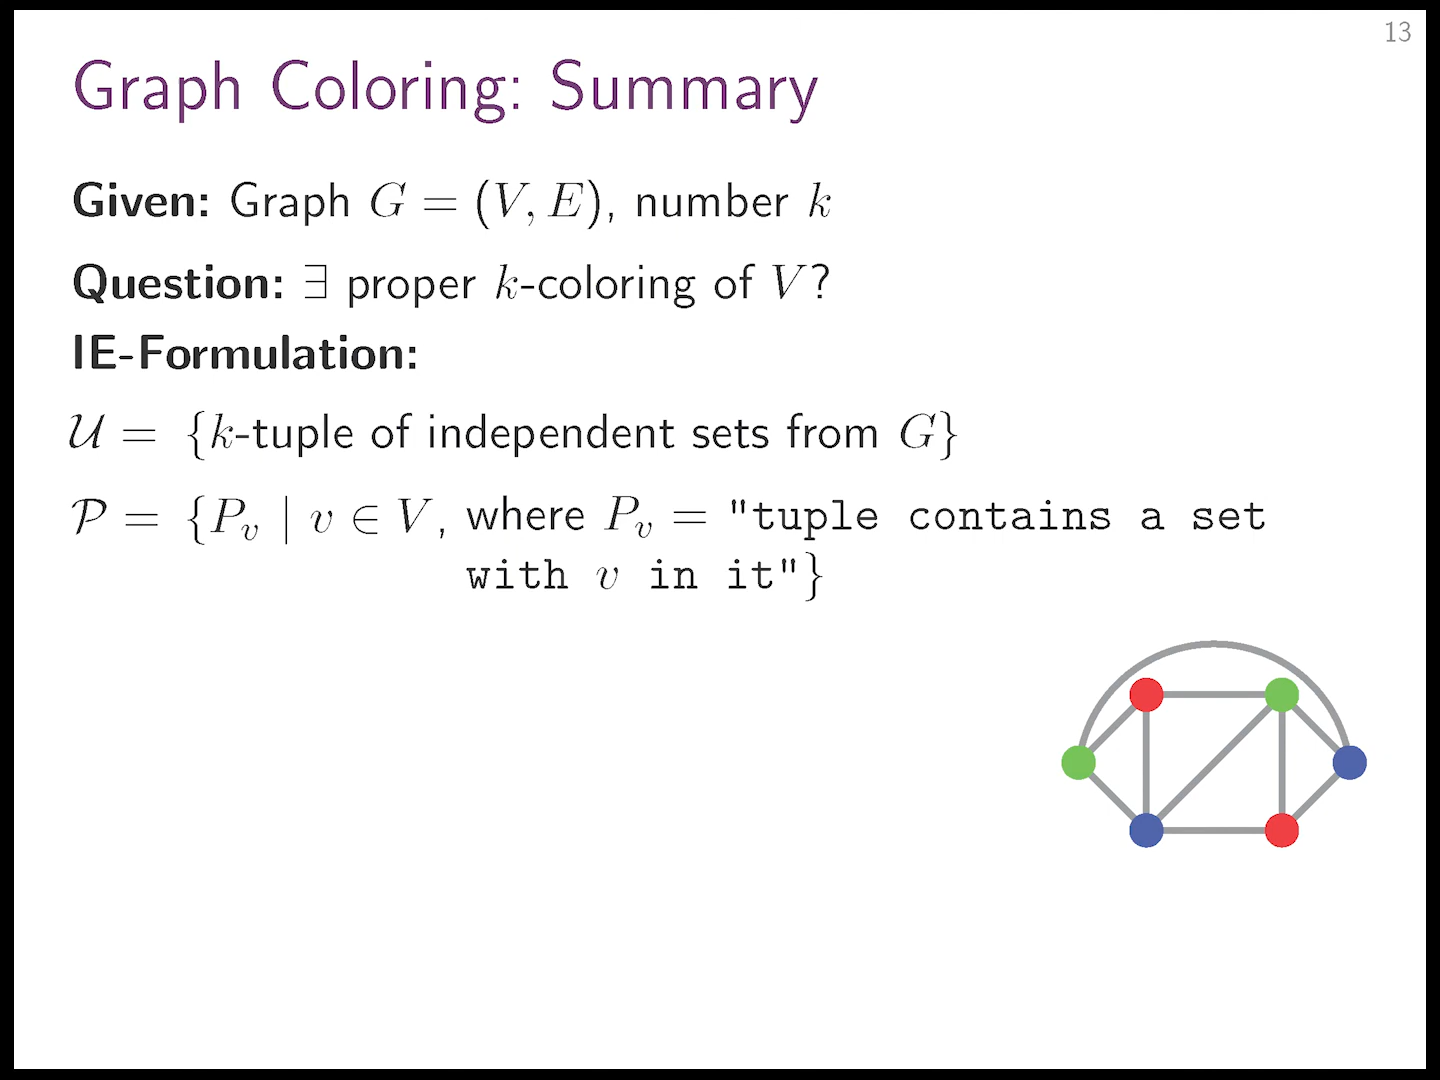 13
Graph Coloring: Summary
Given: Graph G = (V, E), number k
Question: ∃ proper k-coloring of V?
IE-Formulation:
𝒰 = {k-tuple of independent sets from G}
𝒫 = {P_v | v ∈ V, where P_v = "tuple contains a set
with v in it"}